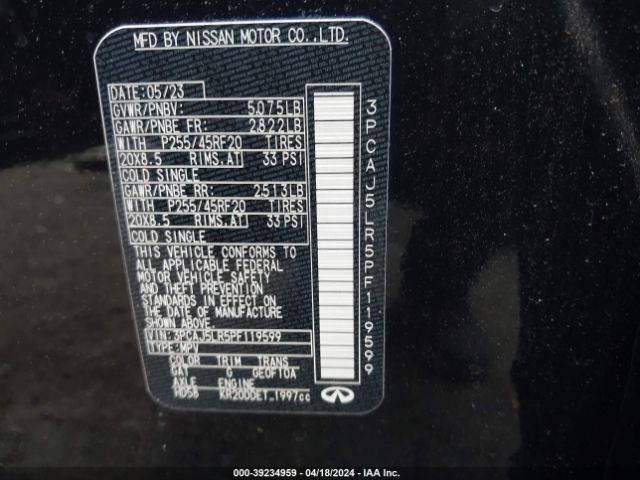 MFD BY NISSAN MOTOR CO.,LTD.
DATE: 05/23
GVWR/PNBV: 5075LB
GAWR/PNBE FR: 2822LB
WITH P255/45RF20 TIRES
20X8.5 RIMS.AT 33 PSI
COLD SINGLE
GAWR/PNBE RR: 2513LB
WITH P255/45RF20 TIRES
20X8.5 RIMS.AT 33 PSI
COLD SINGLE
THIS VEHICLE CONFORMS TO
ALL APPLICABLE FEDERAL
MOTOR VEHICLE SAFETY
AND THEFT PREVENTION
STANDARDS IN EFFECT ON
THE DATE OF MANUFACTURE
SHOWN ABOVE.
VIN: 3PCAJ5LR5PF119599
TYPE: MPV
COLOR TRIM TRANS
GAT G GE0F10A
AXLE ENGINE
HD58 KR20DDET 1997cc
3PCAJ5LR5PF119599
000-39234959 - 04/18/2024 - IAA Inc.